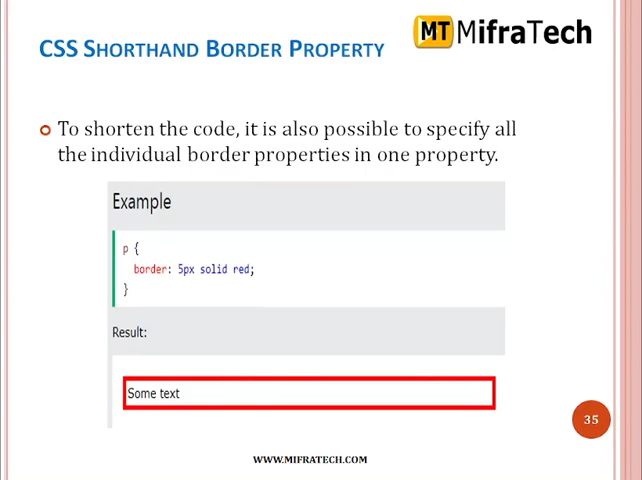 CSS SHORTHAND BORDER PROPERTY
MT MifraTech
To shorten the code, it is also possible to specify all
the individual border properties in one property.
Example
p {
border: 5px solid red;
}
Result:
Some text
35
WWW.MIFRATECH.COM